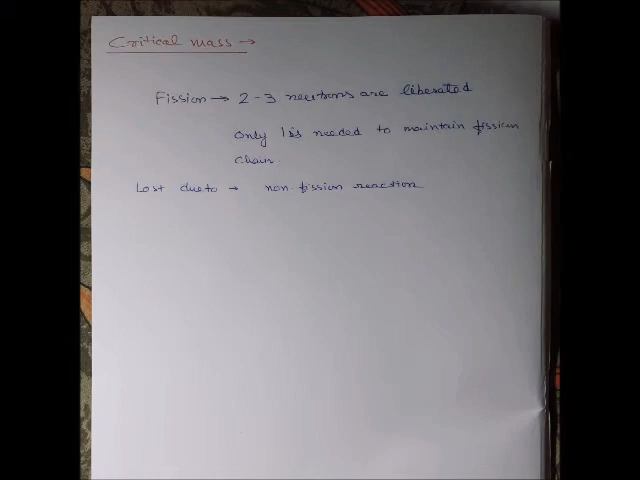 Critical mass →
Fission → 2-3 neutrons are liberated
only 1 is needed to maintain fission
chain.
Lost due to → non-fission reaction